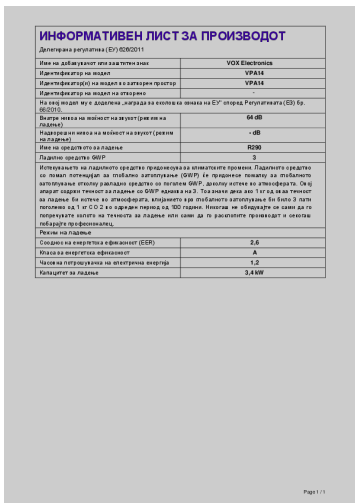 ИНФОРМАТИВЕН ЛИСТ ЗА ПРОИЗВОДОТ
Делегирана регулатива (ЕУ) 626/2011
Име на добавувачот или заштитен знак VOX Electronics
Идентификатор на модел VPA14
Идентификатор(и) на модел во затворен простор VPA14
Идентификатор на модел на отворено -
На овој модел му е доделена „награда за еколошка ознака на ЕУ“ според Регулативата (ЕЗ) бр.
66/2010.
Внатре нивоа на моќност на звукот (режим на
ладење) 64 dB
Надворешни нивоа на моќност на звукот (режим
на ладење) - dB
Име на средството за ладење R290
Ладилно средство GWP 3
Истекувањето на ладилното средство придонесува за климатските промени. Ладилното средство
со помал потенцијал за глобално затоплување (GWP) ќе придонесе помалку за глобалното
затоплување отколку разладно средство со поголем GWP, доколку истече во атмосферата. Овој
апарат содржи течност за ладење со GWP еднаква на 3. Тоа значи дека ако 1 кг од оваа течност
за ладење би истекла во атмосферата, влијанието врз глобалното затоплување би било 3 пати
поголемо од 1 кг CO 2 во одреден период од 100 години. Никогаш не обидувајте се сами да го
попречувате колото на течноста за ладење или сами да го расклопите производот и секогаш
побарајте професионалец.
Режим на ладење
Сооднос на енергетска ефикасност (EER) 2,6
Класа за енергетска ефикасност A
Часовна потрошувачка на електрична енергија 1,2
Капацитет за ладење 3,4 kW
Page 1 / 1